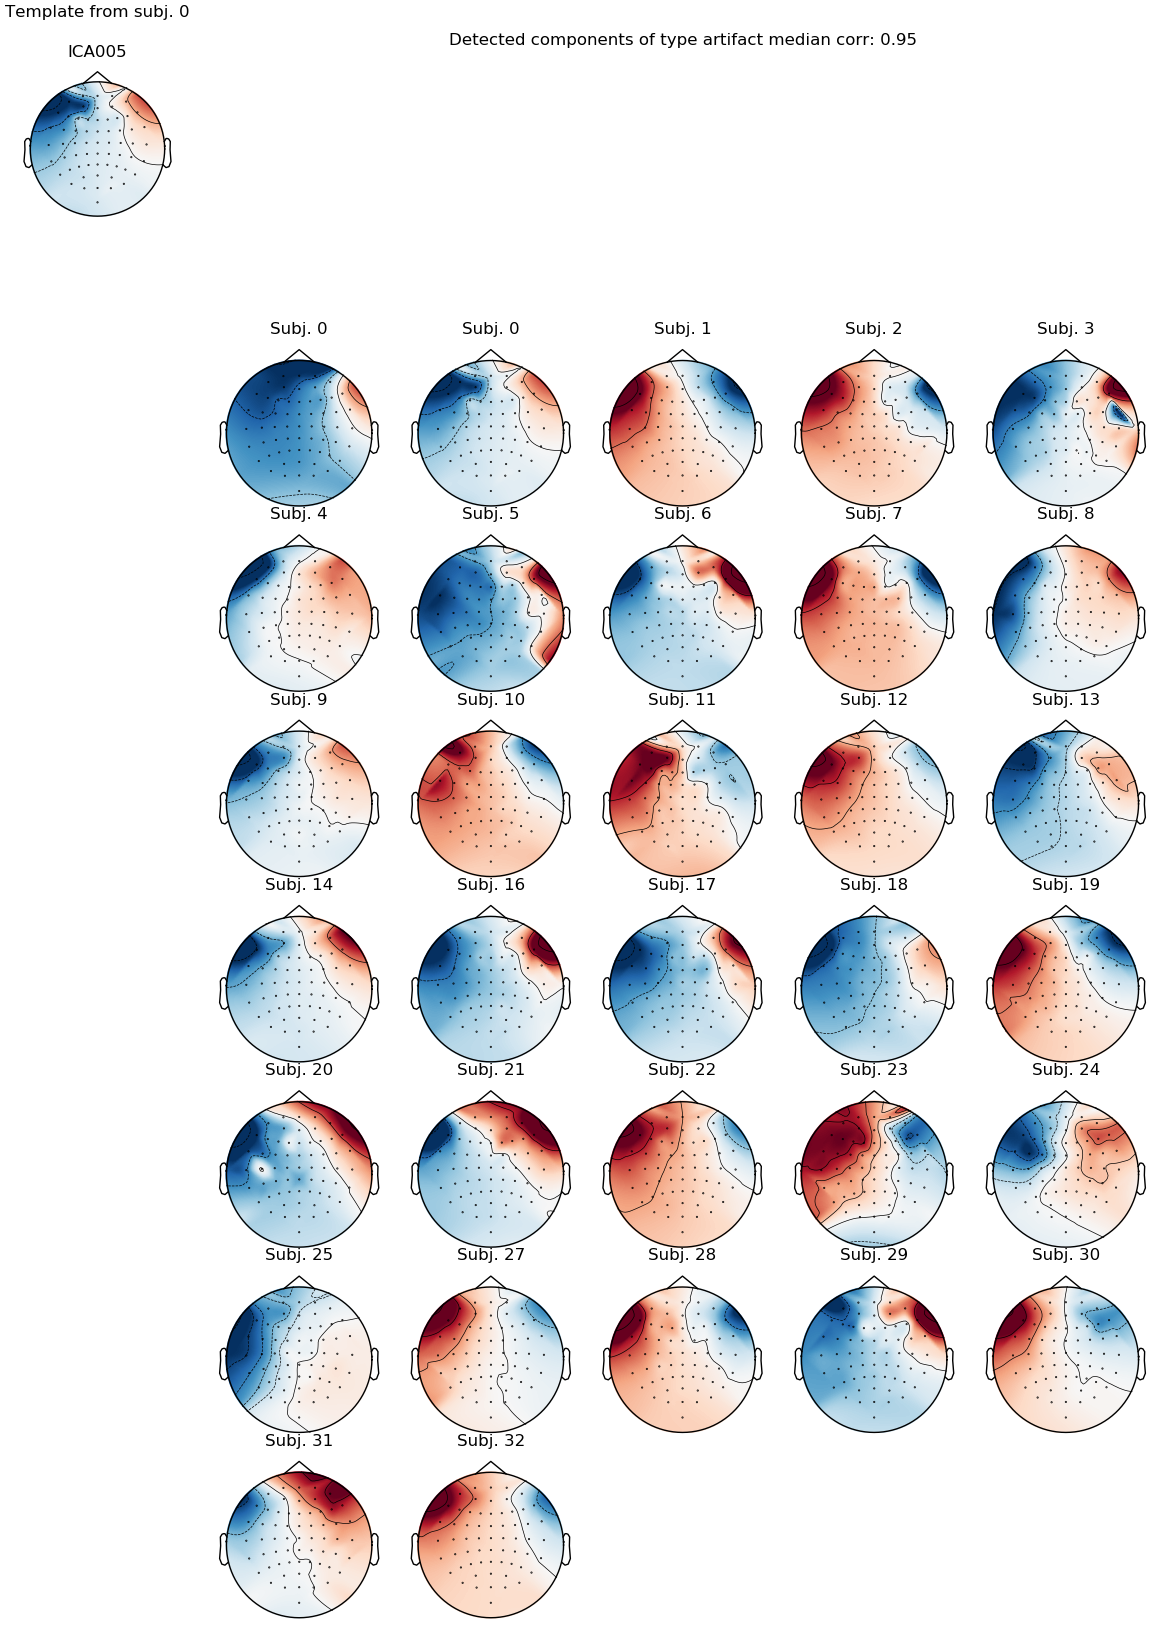 Template from subj. 0
Detected components of type artifact median corr: 0.95
ICA005
Subj. 0 Subj. 0 Subj. 1 Subj. 2 Subj. 3
Subj. 4 Subj. 5 Subj. 6 Subj. 7 Subj. 8
Subj. 9 Subj. 10 Subj. 11 Subj. 12 Subj. 13
Subj. 14 Subj. 16 Subj. 17 Subj. 18 Subj. 19
Subj. 20 Subj. 21 Subj. 22 Subj. 23 Subj. 24
Subj. 25 Subj. 27 Subj. 28 Subj. 29 Subj. 30
Subj. 31 Subj. 32